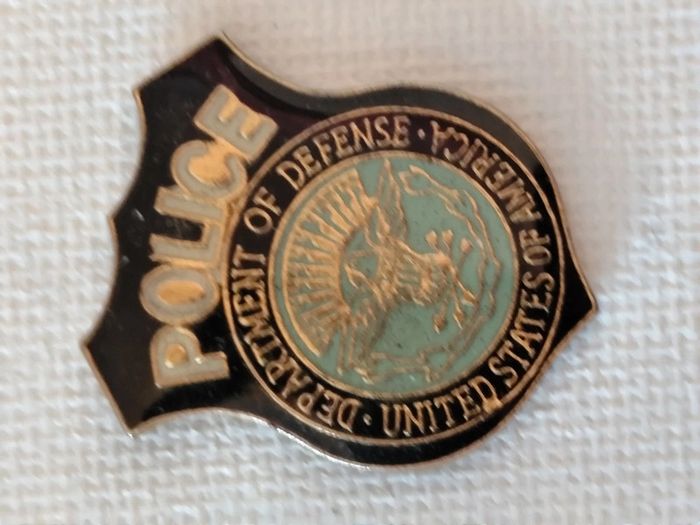 POLICE
DEPARTMENT OF DEFENSE ·
UNITED STATES OF AMERICA ·